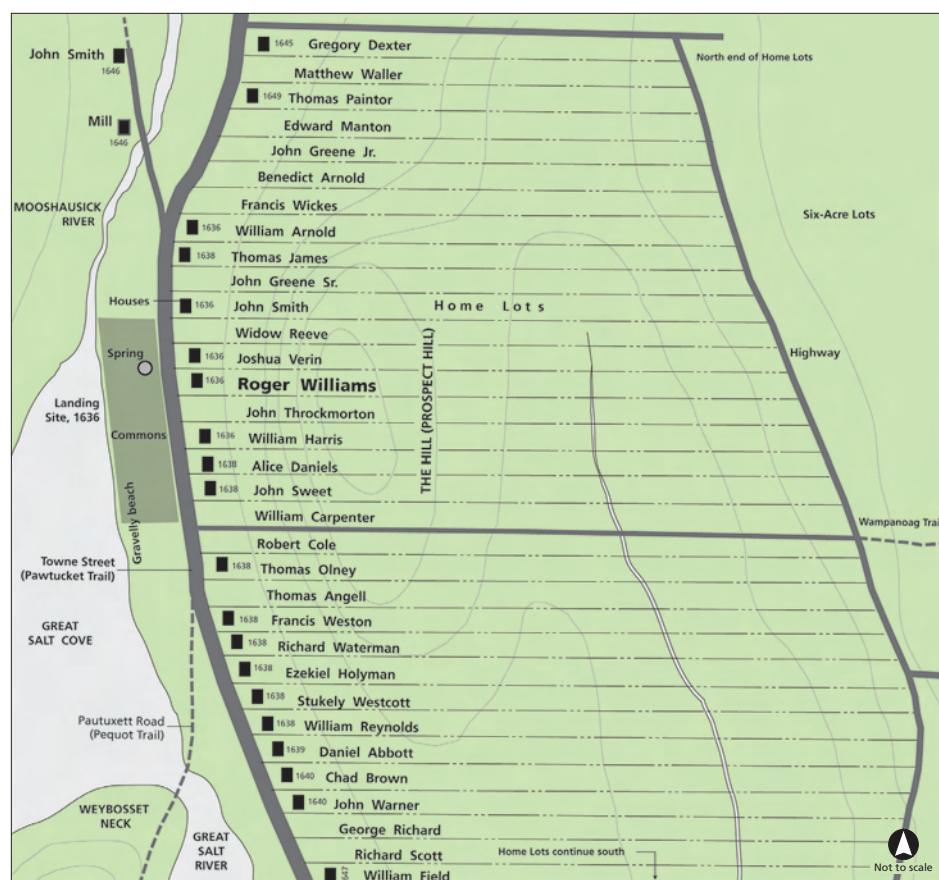 John Smith
1646
Mill
1646
MOOSHAUSICK
RIVER
1645 Gregory Dexter
Matthew Waller
1649 Thomas Paintor
Edward Manton
John Greene Jr.
Benedict Arnold
Francis Wickes
1636 William Arnold
1638 Thomas James
John Greene Sr.
Houses
1636 John Smith
Home Lots
Widow Reeve
Spring
1636 Joshua Verin
1636 Roger Williams
Landing
Site, 1636
John Throckmorton
Commons
1636 William Harris
1638 Alice Daniels
1638 John Sweet
William Carpenter
THE HILL (PROSPECT HILL)
Gravelly beach
North end of Home Lots
Six-Acre Lots
Highway
Wampanoag Trail
Robert Cole
Towne Street
(Pawtucket Trail)
1638 Thomas Olney
Thomas Angell
GREAT
SALT COVE
1638 Francis Weston
1638 Richard Waterman
1638 Ezekiel Holyman
1638 Stukely Westcott
Pautuxett Road
(Pequot Trail)
1638 William Reynolds
1639 Daniel Abbott
1640 Chad Brown
1640 John Warner
WEYBOSSET
NECK
GREAT
SALT
RIVER
George Richard
Richard Scott
1647 William Field
Home Lots continue south
Not to scale